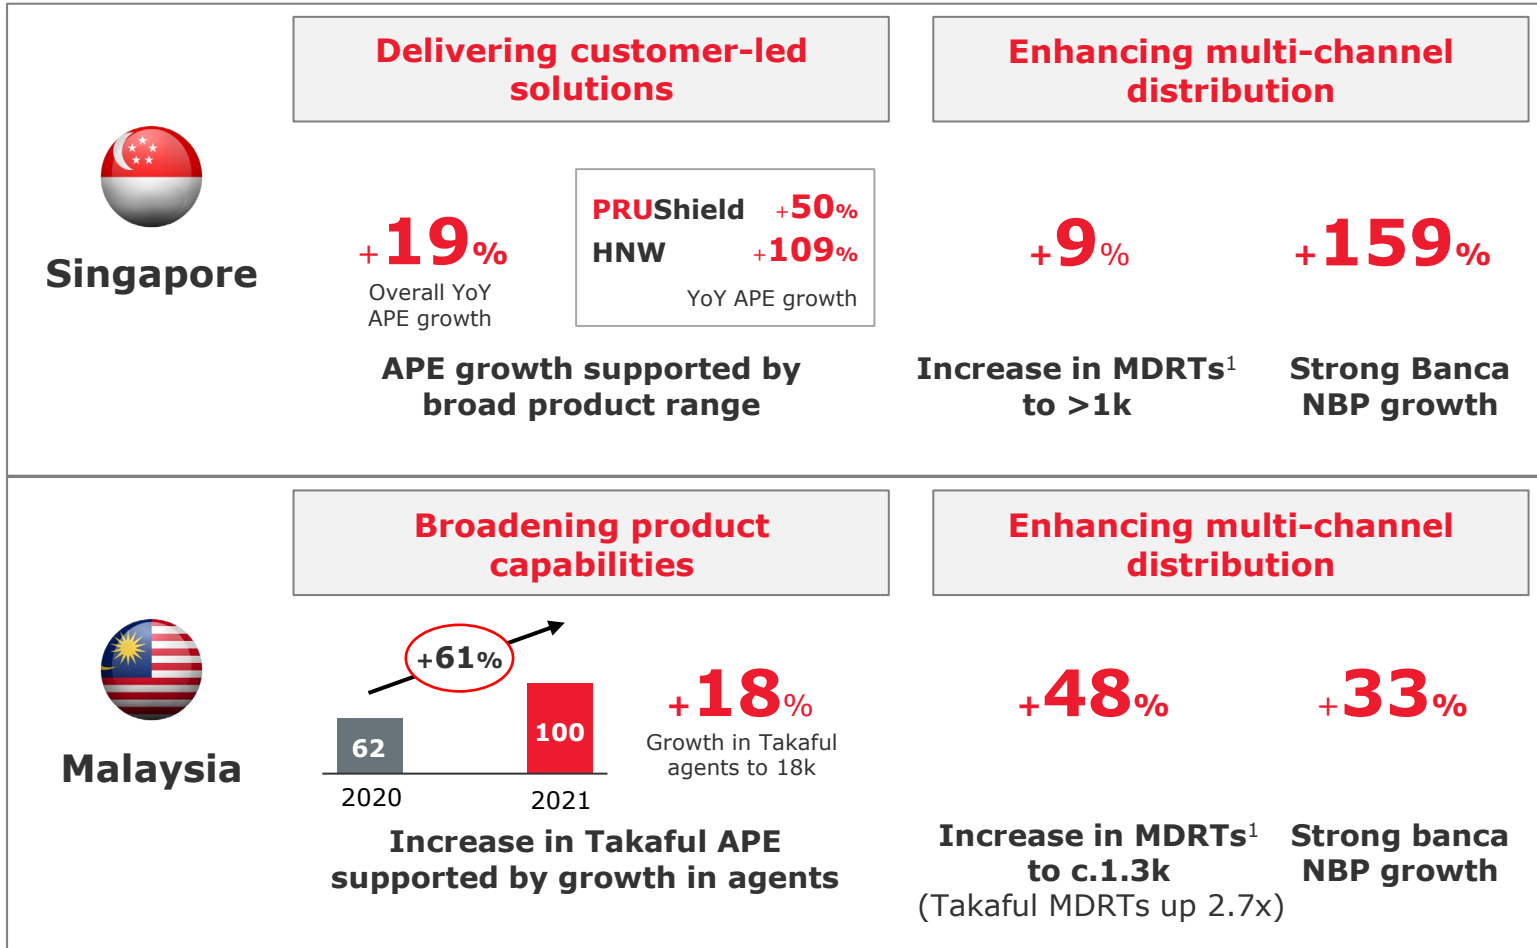 Delivering customer-led
solutions
Enhancing multi-channel
distribution
Singapore
+19%
Overall YoY
APE growth
PRUShield +50%
HNW +109%
YoY APE growth
APE growth supported by
broad product range
+9%
Increase in MDRTs1
to >1k
+159%
Strong Banca
NBP growth
Broadening product
capabilities
Enhancing multi-channel
distribution
Malaysia
+61%
62
100
2020
2021
+18%
Growth in Takaful
agents to 18k
Increase in Takaful APE
supported by growth in agents
+48%
Increase in MDRTs1
to c.1.3k
(Takaful MDRTs up 2.7x)
+33%
Strong banca
NBP growth